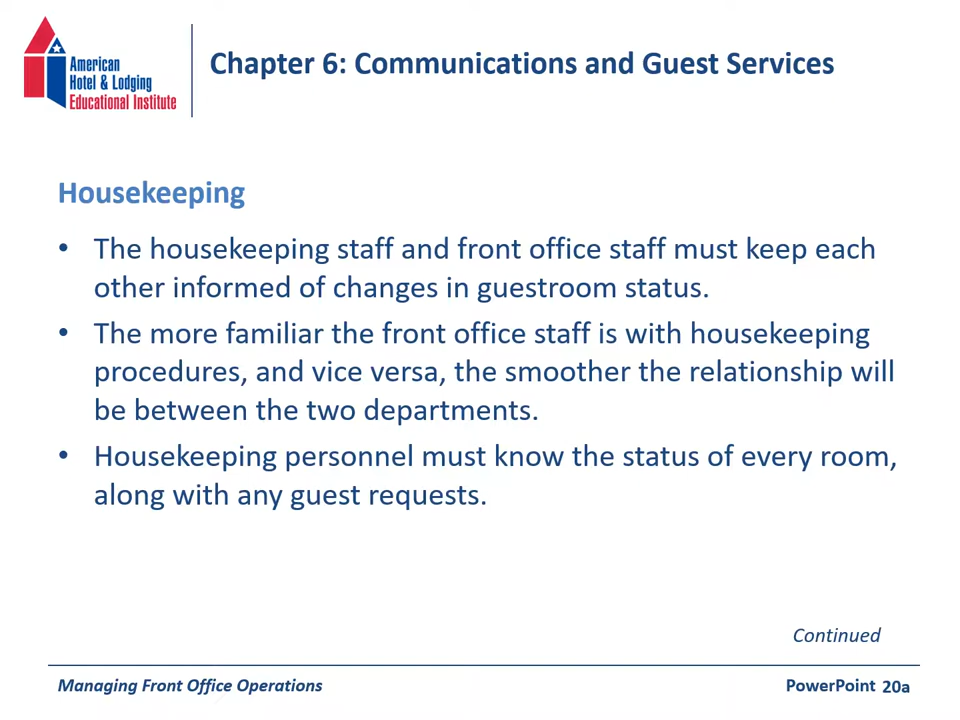 American
Hotel & Lodging
Educational Institute
Chapter 6: Communications and Guest Services
Housekeeping
• The housekeeping staff and front office staff must keep each
other informed of changes in guestroom status.
• The more familiar the front office staff is with housekeeping
procedures, and vice versa, the smoother the relationship will
be between the two departments.
• Housekeeping personnel must know the status of every room,
along with any guest requests.
Continued
Managing Front Office Operations
PowerPoint 20a